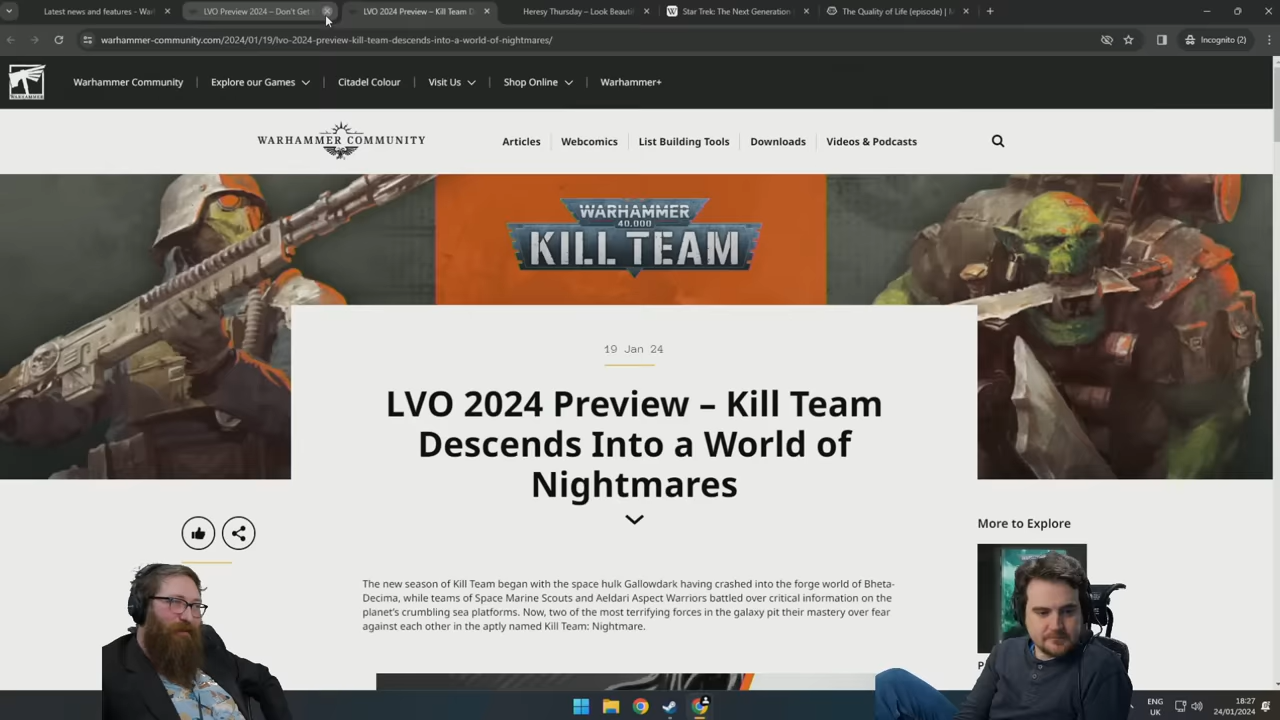 Latest news and features - Wa
LVO Preview 2024 – Don't Get
LVO 2024 Preview – Kill Team D
Heresy Thursday – Look Beauti
Star Trek: The Next Generation
The Quality of Life (episode) |
warhammer-community.com/2024/01/19/lvo-2024-preview-kill-team-descends-into-a-world-of-nightmares/
Incognito (2)
Warhammer Community
Explore our Games
Citadel Colour
Visit Us
Shop Online
Warhammer+
WARHAMMER COMMUNITY
Articles
Webcomics
List Building Tools
Downloads
Videos & Podcasts
WARHAMMER
40,000
KILL TEAM
19 Jan 24
LVO 2024 Preview – Kill Team
Descends Into a World of
Nightmares
More to Explore
The new season of Kill Team began with the space hulk Gallowdark having crashed into the forge world of Bheta-
Decima, while teams of Space Marine Scouts and Aeldari Aspect Warriors battled over critical information on the
planet's crumbling sea platforms. Now, two of the most terrifying forces in the galaxy pit their mastery over fear
against each other in the aptly named Kill Team: Nightmare.
ENG
UK
18:27
24/01/2024